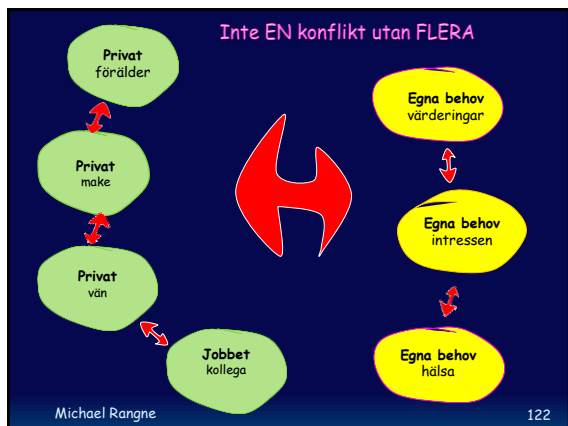 Inte EN konflikt utan FLERA
Privat
förälder
Privat
make
Privat
vän
Jobbet
kollega
Egna behov
värderingar
Egna behov
intressen
Egna behov
hälsa
Michael Rangne
122